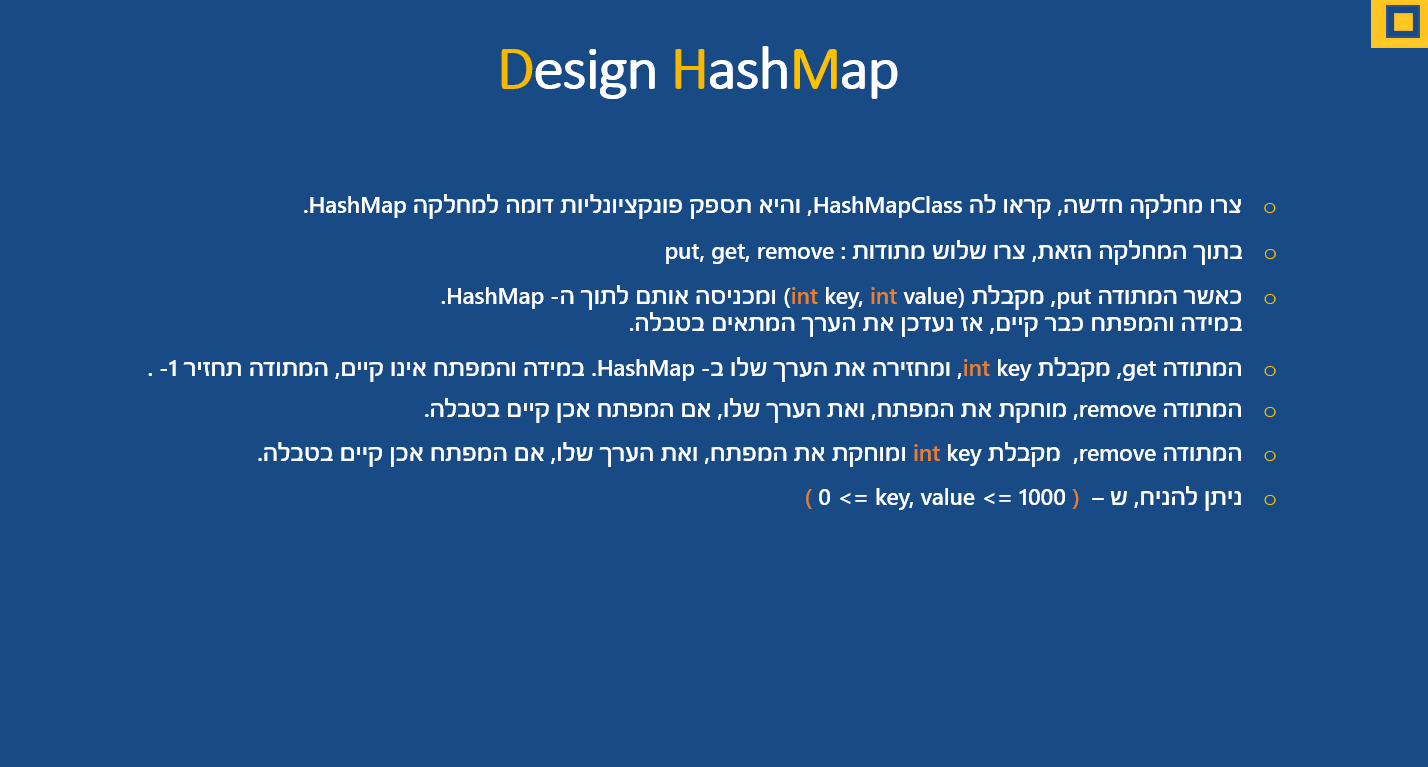 Design HashMap
צרו מחלקה חדשה, קראו לה HashMapClass, והיא תספק פונקציונליות דומה למחלקה HashMap.
בתוך המחלקה הזאת, צרו שלוש מתודות : put, get, remove
כאשר המתודה put, מקבלת (int key, int value) ומכניסה אותם לתוך ה- HashMap.
במידה והמפתח כבר קיים, אז נעדכן את הערך המתאים בטבלה.
המתודה get, מקבלת int key, ומחזירה את הערך שלו ב- HashMap. במידה והמפתח אינו קיים, המתודה תחזיר 1- .
המתודה remove, מוחקת את המפתח, ואת הערך שלו, אם המפתח אכן קיים בטבלה.
המתודה remove, מקבלת int key ומוחקת את המפתח, ואת הערך שלו, אם המפתח אכן קיים בטבלה.
ניתן להניח, ש – ( 0 <= key, value <= 1000 )